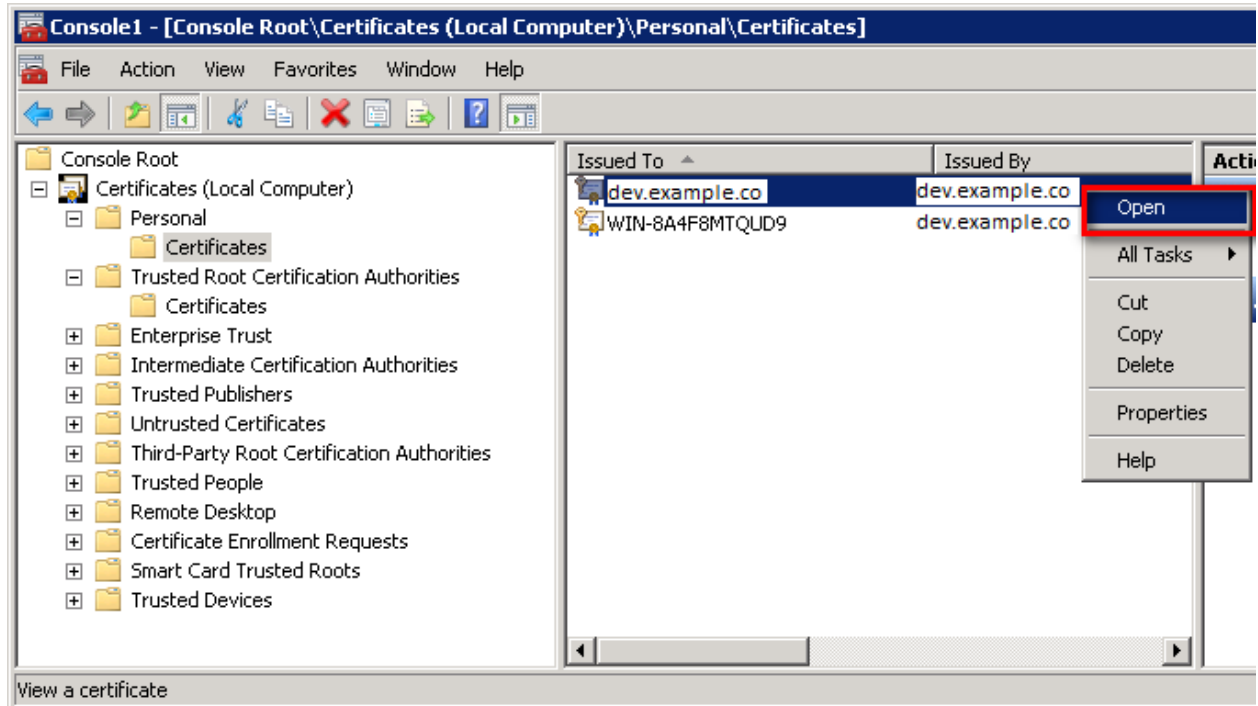 Console1 - [Console Root\Certificates (Local Computer)\Personal\Certificates]
File Action View Favorites Window Help
Console Root
Certificates (Local Computer)
Personal
Certificates
Trusted Root Certification Authorities
Certificates
Enterprise Trust
Intermediate Certification Authorities
Trusted Publishers
Untrusted Certificates
Third-Party Root Certification Authorities
Trusted People
Remote Desktop
Certificate Enrollment Requests
Smart Card Trusted Roots
Trusted Devices
Issued To Issued By
dev.example.co dev.example.co
WIN-8A4F8MTQUD9 dev.example.co
Open
All Tasks
Cut
Copy
Delete
Properties
Help
Acti
View a certificate